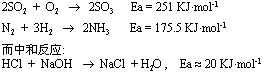 2SO₂ + O₂ → 2SO₃ Ea = 251 KJ·mol⁻¹
N₂ + 3H₂ → 2NH₃ Ea = 175.5 KJ·mol⁻¹
而中和反应:
HCl + NaOH → NaCl + H₂O , Ea ≈ 20 KJ·mol⁻¹